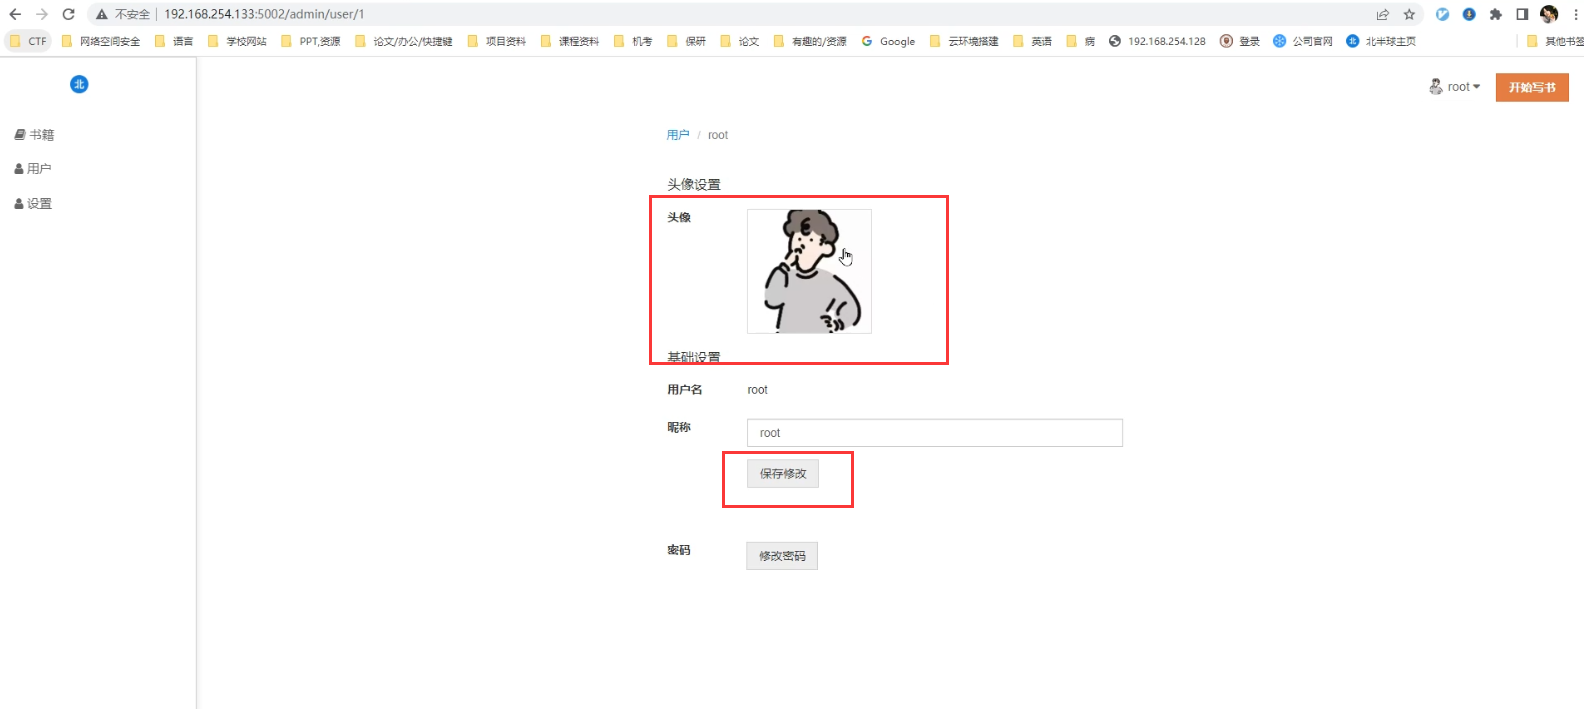 不安全 192.168.254.133:5002/admin/user/1
CTF 网络空间安全 语言 学校网站 PPT,资源 论文/办公/快捷键 项目资料 课程资料 机考 保研 论文 有趣的/资源 Google 云环境搭建 英语 病 192.168.254.128 登录 公司官网 北半球主页 其他书签
北
root 开始写书
书籍
用户
设置
用户 / root
头像设置
头像
基础设置
用户名 root
昵称 root
保存修改
密码 修改密码